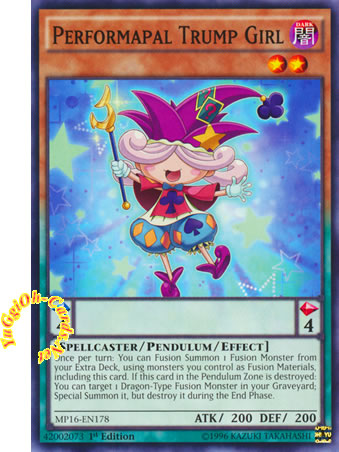 PERFORMAPAL TRUMP GIRL
DARK
闇
4
[SPELLCASTER/PENDULUM/EFFECT]
Once per turn: You can Fusion Summon 1 Fusion Monster from
your Extra Deck, using monsters you control as Fusion Materials,
including this card. If this card in the Pendulum Zone is destroyed:
You can target 1 Dragon-Type Fusion Monster in your Graveyard;
Special Summon it, but destroy it during the End Phase.
MP16-EN178
ATK/ 200 DEF/ 200
42002073 1st Edition
©1996 KAZUKI TAKAHASHI